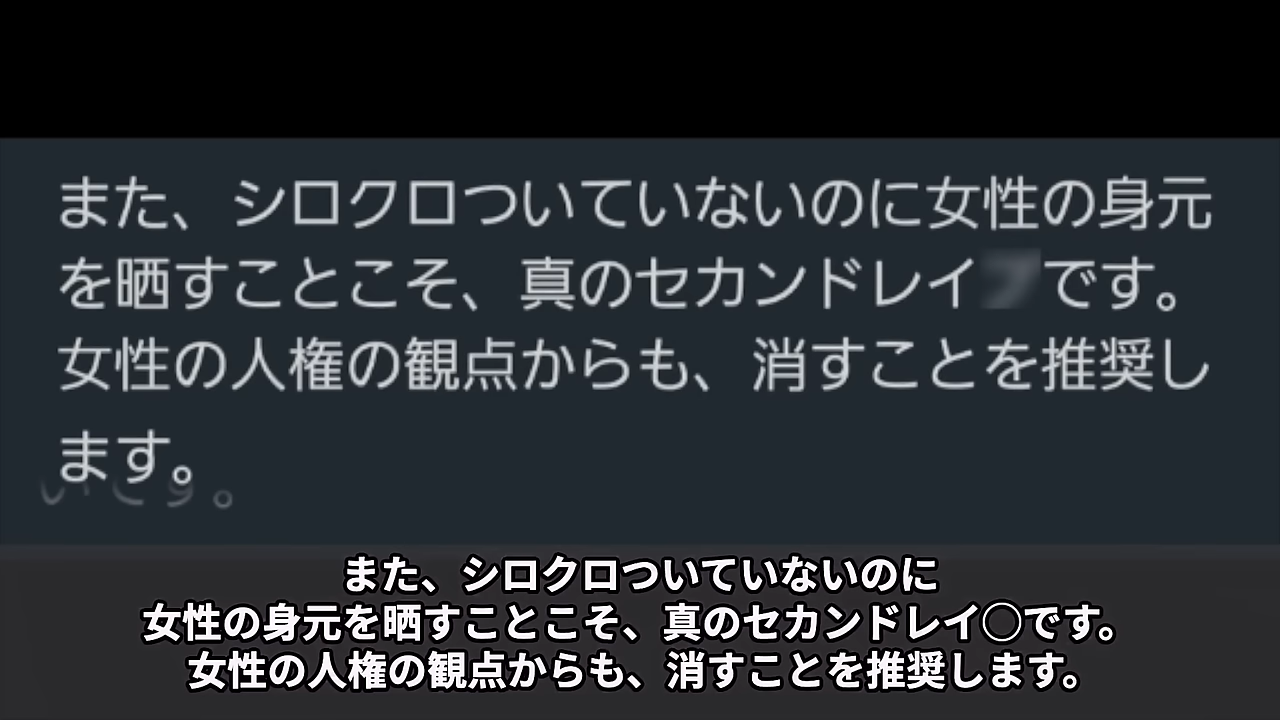 また、シロクロついていないのに女性の身元
を晒すことこそ、真のセカンドレイ です。
女性の人権の観点からも、消すことを推奨し
ます。
また、シロクロついていないのに
女性の身元を晒すことこそ、真のセカンドレイ◯です。
女性の人権の観点からも、消すことを推奨します。